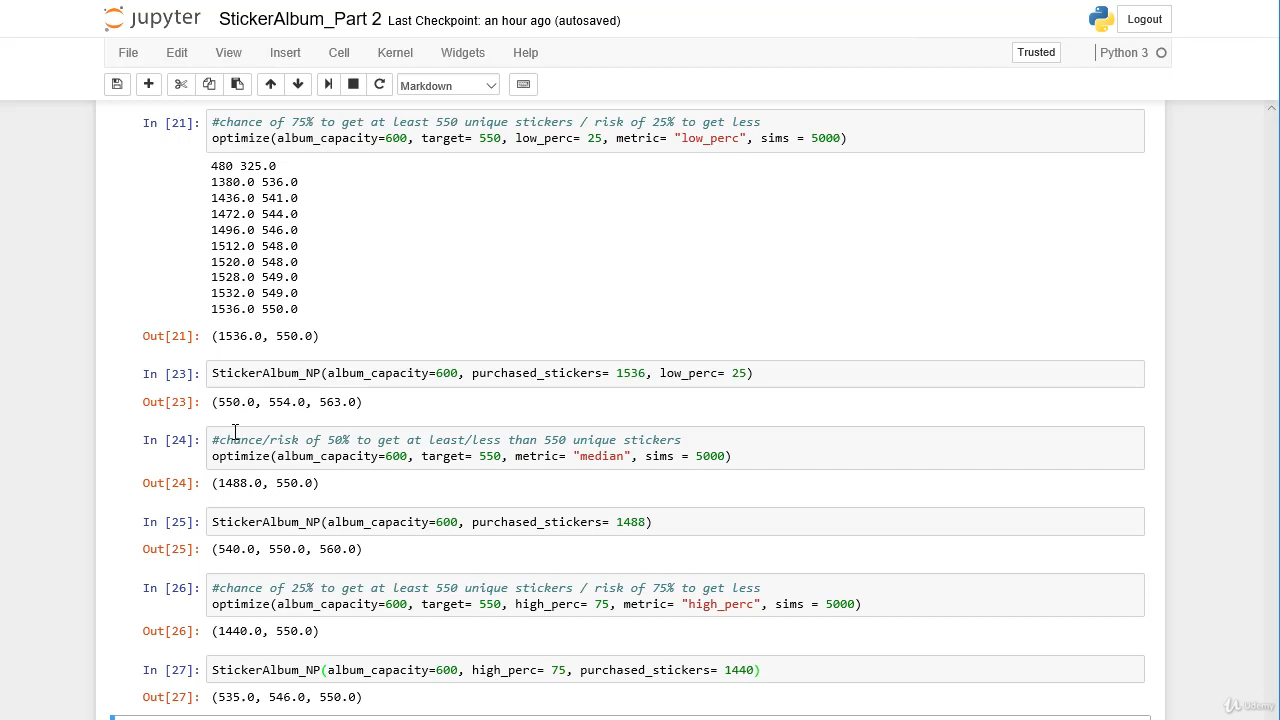 jupyter StickerAlbum_Part 2 Last Checkpoint: an hour ago (autosaved) Logout
File Edit View Insert Cell Kernel Widgets Help Trusted Python 3
Markdown
In [21]: #chance of 75% to get at least 550 unique stickers / risk of 25% to get less
optimize(album_capacity=600, target= 550, low_perc= 25, metric= "low_perc", sims = 5000)
480 325.0
1380.0 536.0
1436.0 541.0
1472.0 544.0
1496.0 546.0
1512.0 548.0
1520.0 548.0
1528.0 549.0
1532.0 549.0
1536.0 550.0
Out[21]: (1536.0, 550.0)
In [23]: StickerAlbum_NP(album_capacity=600, purchased_stickers= 1536, low_perc= 25)
Out[23]: (550.0, 554.0, 563.0)
In [24]: #chance/risk of 50% to get at least/less than 550 unique stickers
optimize(album_capacity=600, target= 550, metric= "median", sims = 5000)
Out[24]: (1488.0, 550.0)
In [25]: StickerAlbum_NP(album_capacity=600, purchased_stickers= 1488)
Out[25]: (540.0, 550.0, 560.0)
In [26]: #chance of 25% to get at least 550 unique stickers / risk of 75% to get less
optimize(album_capacity=600, target= 550, high_perc= 75, metric= "high_perc", sims = 5000)
Out[26]: (1440.0, 550.0)
In [27]: StickerAlbum_NP(album_capacity=600, high_perc= 75, purchased_stickers= 1440)
Out[27]: (535.0, 546.0, 550.0)
Udemy